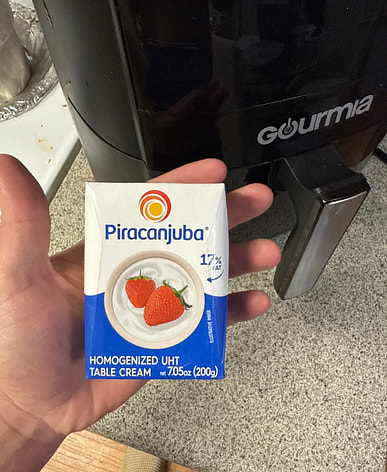 GOURMIA
Piracanjuba®
17%
FAT
HOMOGENIZED UHT
TABLE CREAM NET 7.05oz (200g)